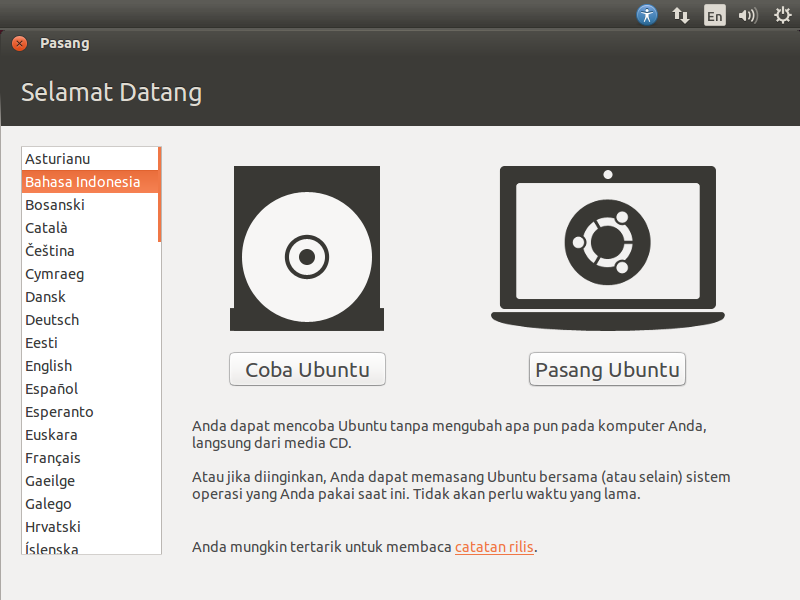 En
Pasang
Selamat Datang
Asturianu
Bahasa Indonesia
Bosanski
Català
Čeština
Cymraeg
Dansk
Deutsch
Eesti
English
Español
Esperanto
Euskara
Français
Gaeilge
Galego
Hrvatski
Íslenska
Coba Ubuntu
Pasang Ubuntu
Anda dapat mencoba Ubuntu tanpa mengubah apa pun pada komputer Anda,
langsung dari media CD.
Atau jika diinginkan, Anda dapat memasang Ubuntu bersama (atau selain) sistem
operasi yang Anda pakai saat ini. Tidak akan perlu waktu yang lama.
Anda mungkin tertarik untuk membaca catatan rilis.